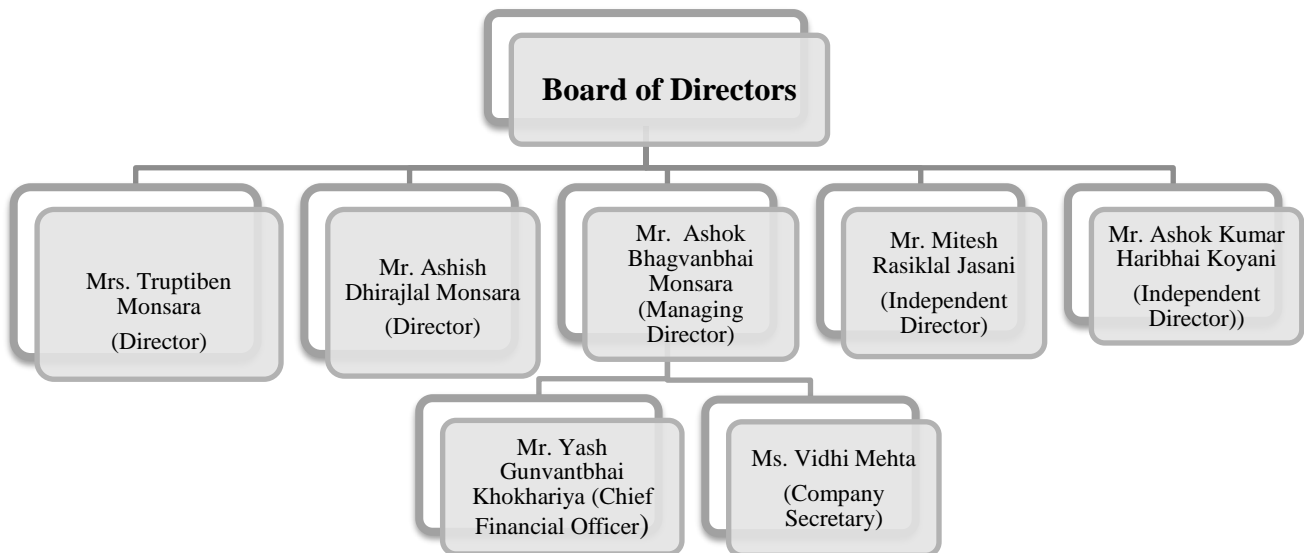 Board of Directors
Mrs. Truptiben
Monsara
(Director)
Mr. Ashish
Dhirajlal Monsara
(Director)
Mr. Ashok
Bhagvanbhai
Monsara
(Managing
Director)
Mr. Mitesh
Rasiklal Jasani
(Independent
Director)
Mr. Ashok Kumar
Haribhai Koyani
(Independent
Director))
Mr. Yash
Gunvantbhai
Khokhariya (Chief
Financial Officer)
Ms. Vidhi Mehta
(Company
Secretary)